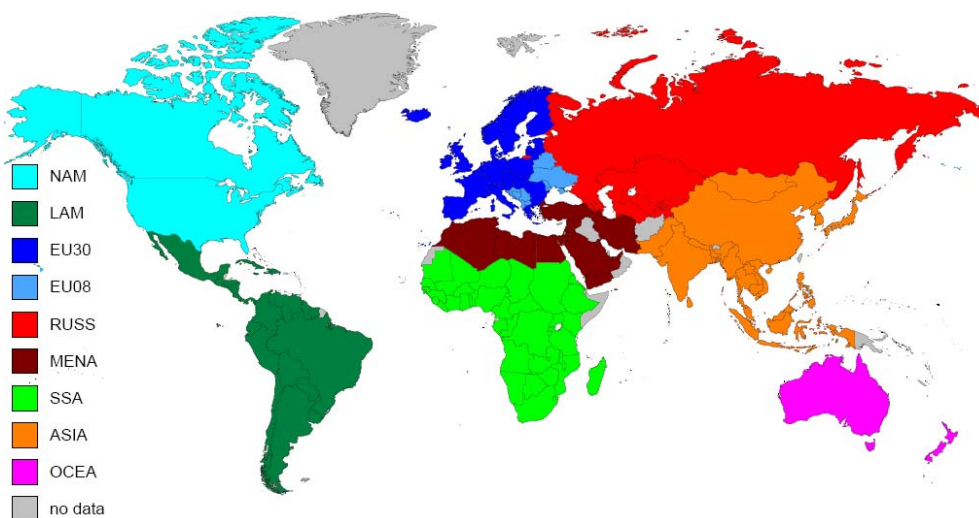 NAM
LAM
EU30
EU08
RUSS
MENA
SSA
ASIA
OCEA
no data